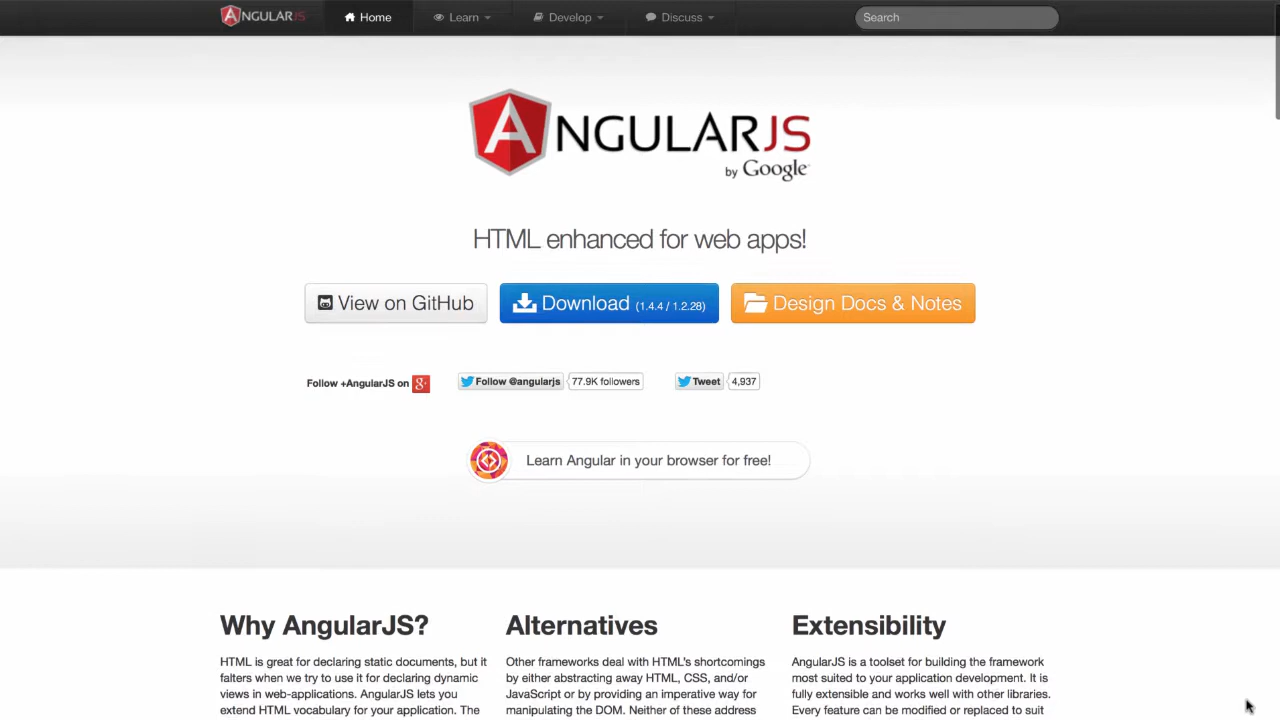 ANGULARJS
Home
Learn
Develop
Discuss
Search
ANGULARJS
by Google
HTML enhanced for web apps!
View on GitHub
Download (1.4.4 / 1.2.28)
Design Docs & Notes
Follow +AngularJS on
Follow @angularjs
77.9K followers
Tweet
4,937
Learn Angular in your browser for free!
Why AngularJS?
HTML is great for declaring static documents, but it
falters when we try to use it for declaring dynamic
views in web-applications. AngularJS lets you
extend HTML vocabulary for your application. The
Alternatives
Other frameworks deal with HTML's shortcomings
by either abstracting away HTML, CSS, and/or
JavaScript or by providing an imperative way for
manipulating the DOM. Neither of these address
Extensibility
AngularJS is a toolset for building the framework
most suited to your application development. It is
fully extensible and works well with other libraries.
Every feature can be modified or replaced to suit